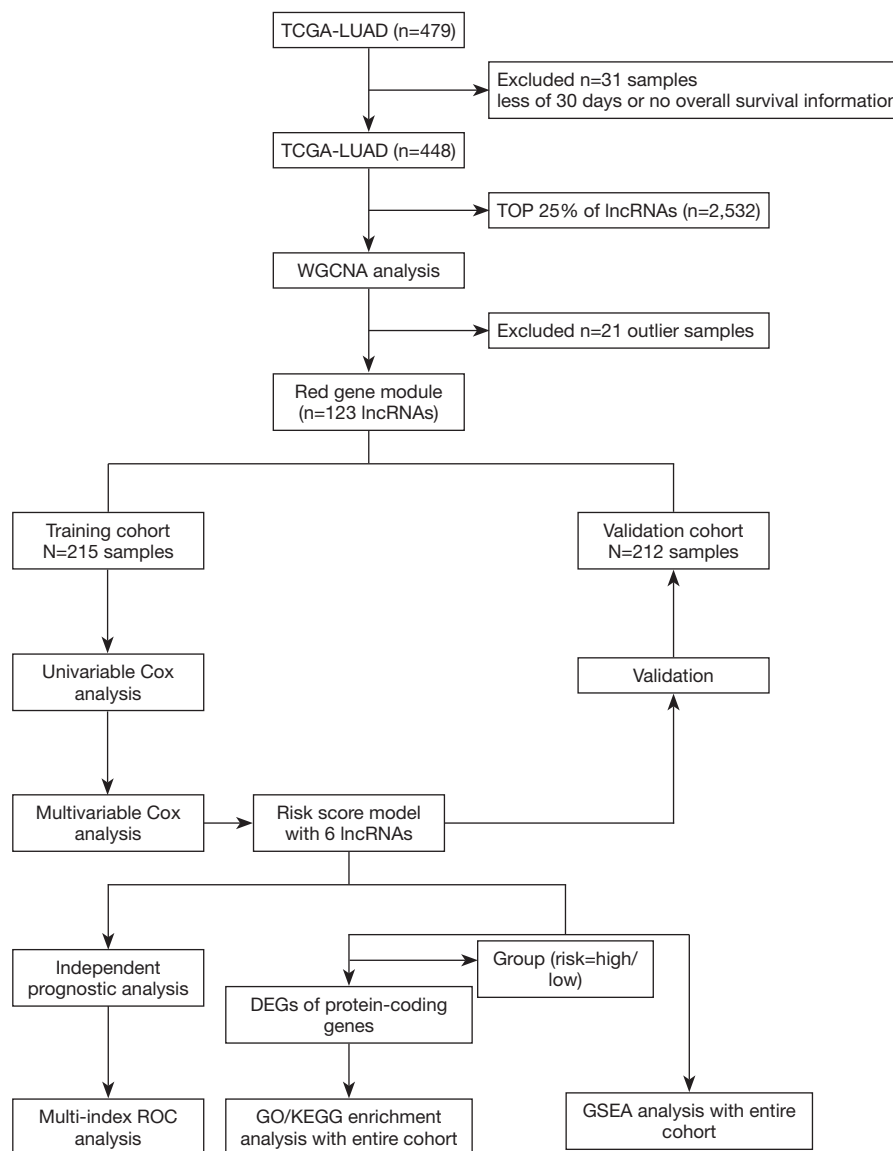 TCGA-LUAD (n=479)
Excluded n=31 samples
less of 30 days or no overall survival information
TCGA-LUAD (n=448)
TOP 25% of lncRNAs (n=2,532)
WGCNA analysis
Excluded n=21 outlier samples
Red gene module
(n=123 lncRNAs)
Training cohort
N=215 samples
Validation cohort
N=212 samples
Univariable Cox
analysis
Validation
Multivariable Cox
analysis
Risk score model
with 6 lncRNAs
Independent
prognostic analysis
Group (risk=high/
low)
DEGs of protein-coding
genes
Multi-index ROC
analysis
GO/KEGG enrichment
analysis with entire cohort
GSEA analysis with entire
cohort